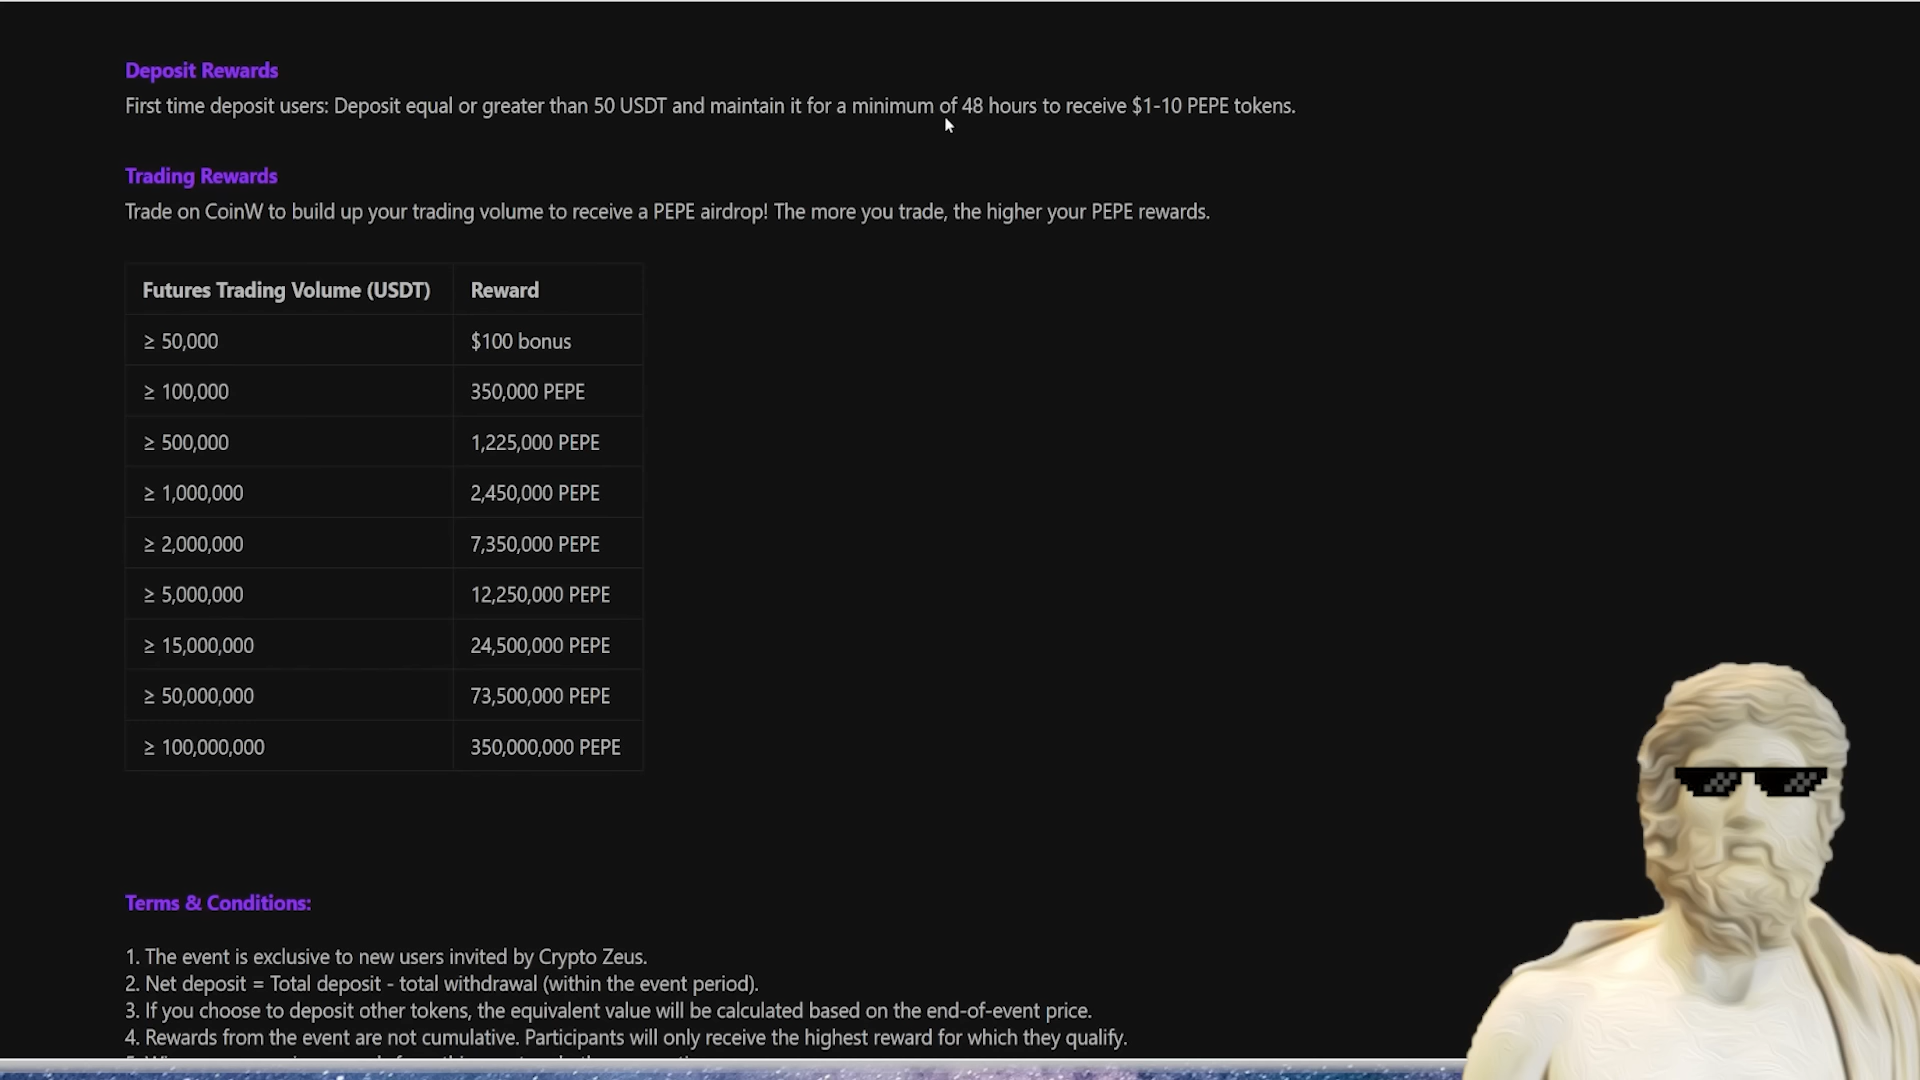 Deposit Rewards
First time deposit users: Deposit equal or greater than 50 USDT and maintain it for a minimum of 48 hours to receive $1-10 PEPE tokens.
Trading Rewards
Trade on CoinW to build up your trading volume to receive a PEPE airdrop! The more you trade, the higher your PEPE rewards.
Futures Trading Volume (USDT) Reward
≥ 50,000 $100 bonus
≥ 100,000 350,000 PEPE
≥ 500,000 1,225,000 PEPE
≥ 1,000,000 2,450,000 PEPE
≥ 2,000,000 7,350,000 PEPE
≥ 5,000,000 12,250,000 PEPE
≥ 15,000,000 24,500,000 PEPE
≥ 50,000,000 73,500,000 PEPE
≥ 100,000,000 350,000,000 PEPE
Terms & Conditions:
1. The event is exclusive to new users invited by Crypto Zeus.
2. Net deposit = Total deposit - total withdrawal (within the event period).
3. If you choose to deposit other tokens, the equivalent value will be calculated based on the end-of-event price.
4. Rewards from the event are not cumulative. Participants will only receive the highest reward for which they qualify.